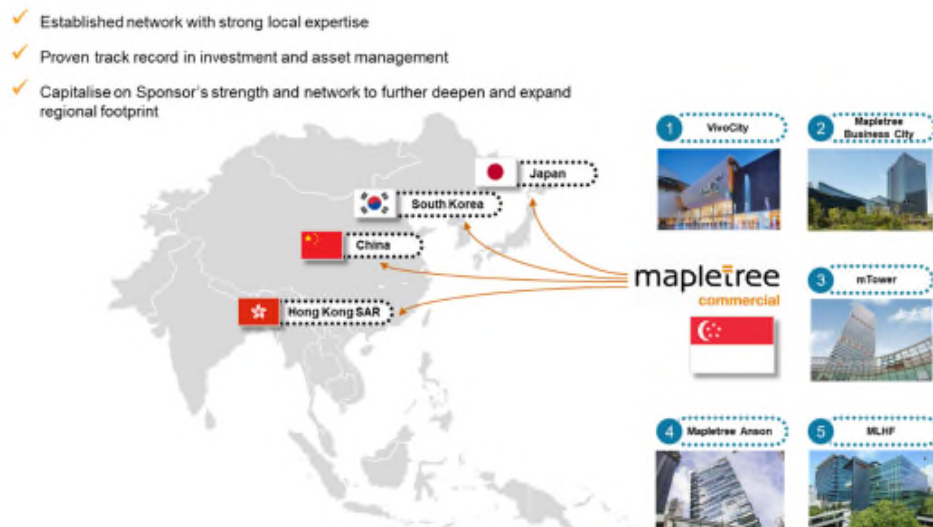 Established network with strong local expertise
Proven track record in investment and asset management
Capitalise on Sponsor's strength and network to further deepen and expand
regional footprint
1 VivoCity
2 Mapletree
Business City
Japan
South Korea
China
Hong Kong SAR
mapletree
commercial
3 mTower
4 Mapletree Anson
5 MLHF